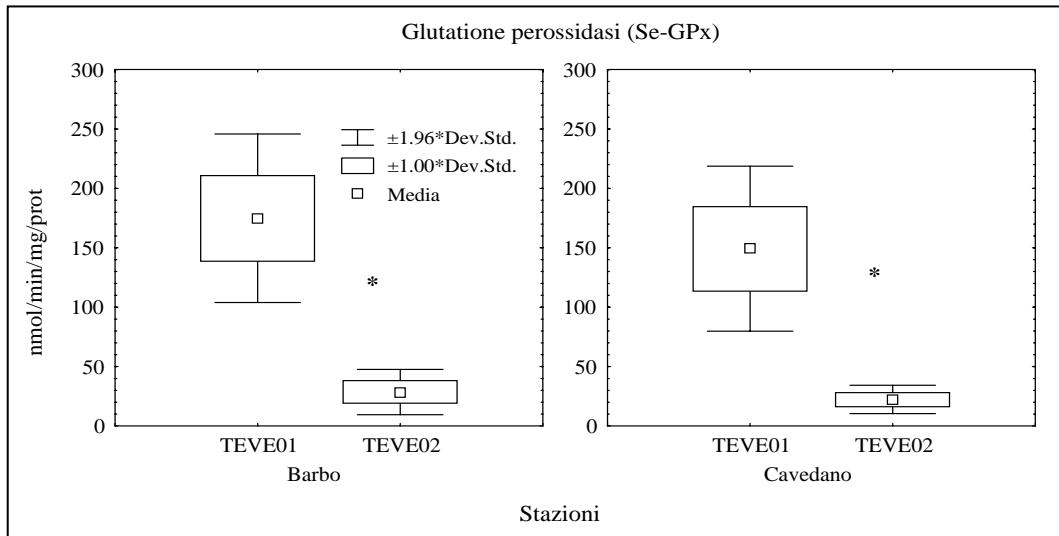 Glutatione perossidasi (Se-GPx)
nmol/min/mg/prot
300
250
200
150
100
50
0
±1.96*Dev.Std.
±1.00*Dev.Std.
Media
*
TEVE01 TEVE02
Barbo
300
250
200
150
100
50
0
*
TEVE01 TEVE02
Cavedano
Stazioni